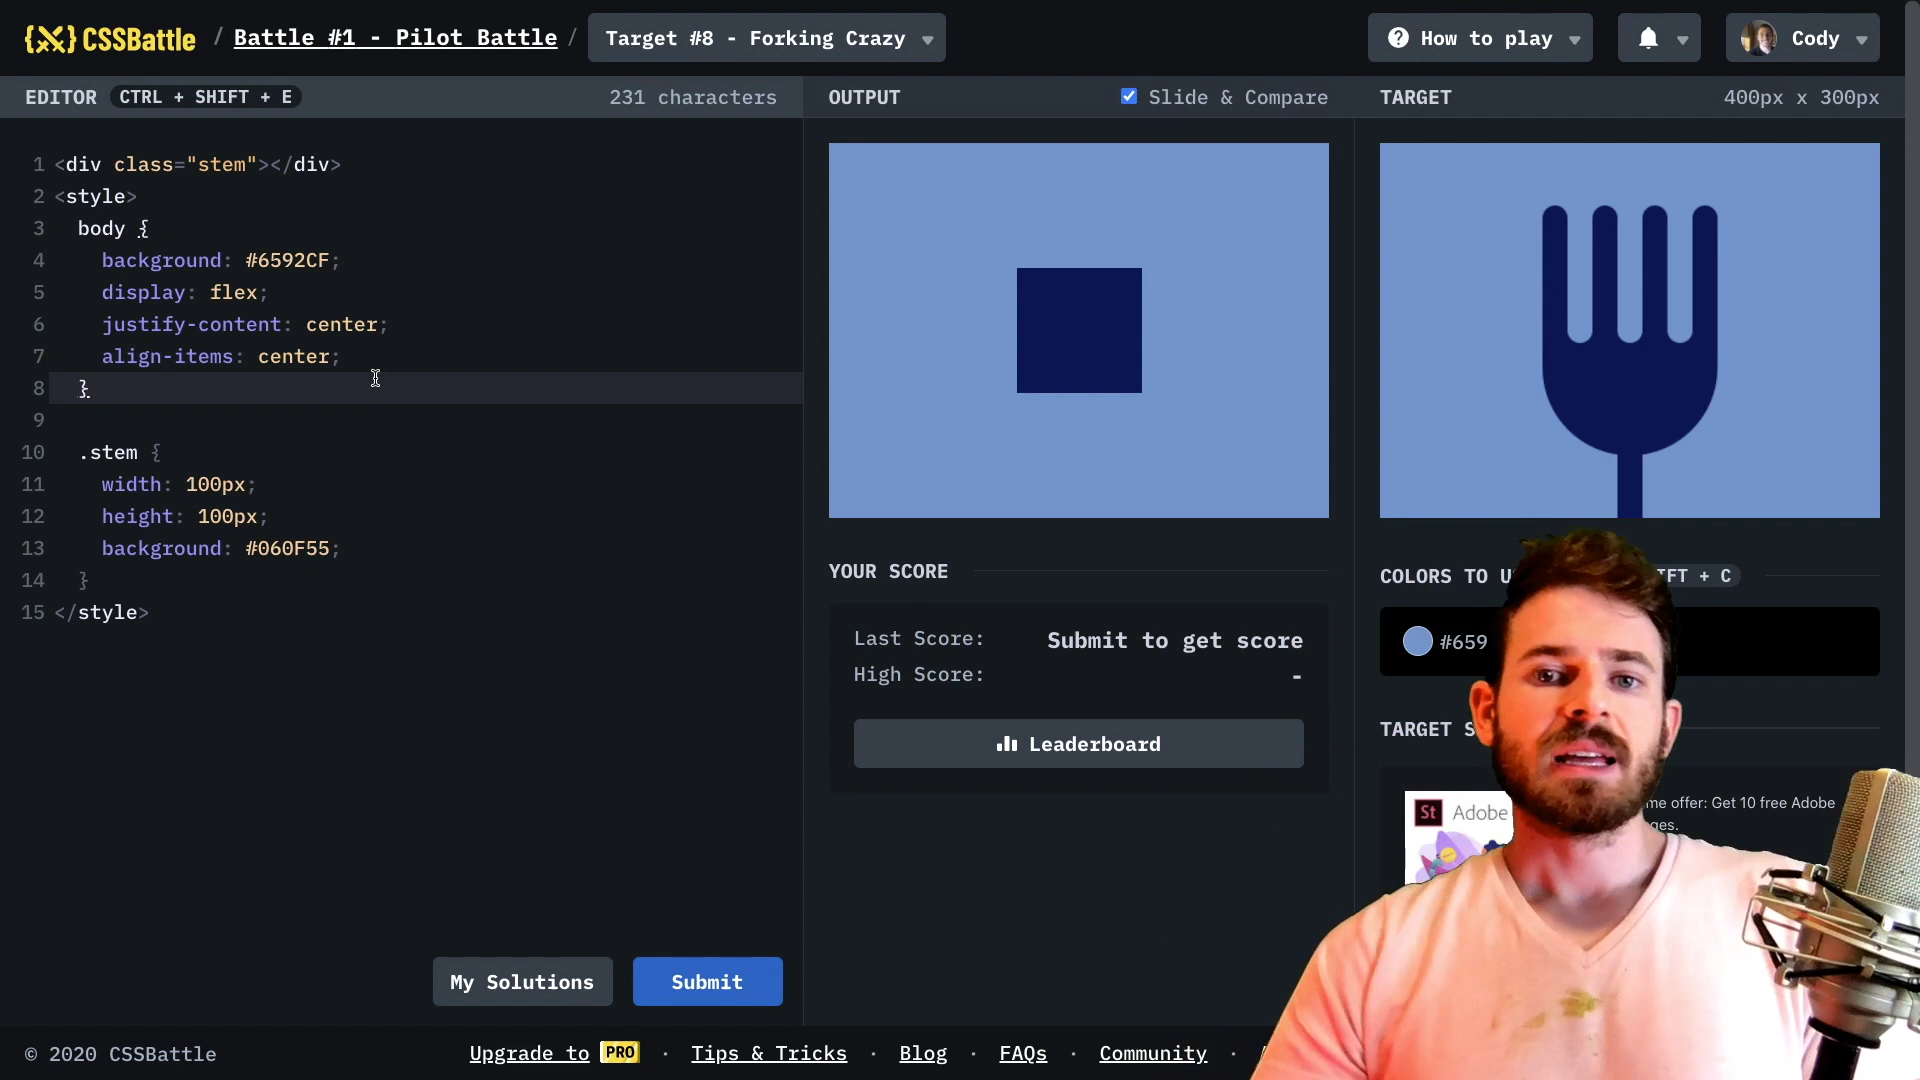 {X} CSSBattle / Battle #1 - Pilot Battle / Target #8 - Forking Crazy
How to play
Cody
EDITOR CTRL + SHIFT + E 231 characters
OUTPUT Slide & Compare
TARGET 400px x 300px
1 <div class="stem"></div>
2 <style>
3 body {
4 background: #6592CF;
5 display: flex;
6 justify-content: center;
7 align-items: center;
8 }
9
10 .stem {
11 width: 100px;
12 height: 100px;
13 background: #060F55;
14 }
15 </style>
My Solutions
Submit
YOUR SCORE
Last Score: Submit to get score
High Score: -
Leaderboard
COLORS TO U
IFT + C
#659
TARGET S
St Adobe
me offer: Get 10 free Adobe
ges.
© 2020 CSSBattle
Upgrade to PRO · Tips & Tricks · Blog · FAQs · Community ·